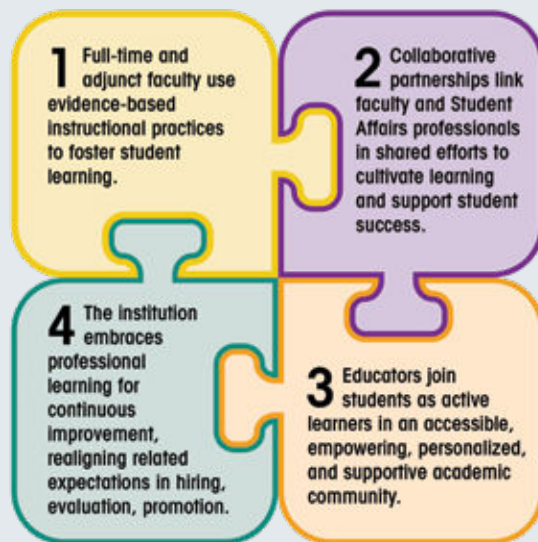 1 Full-time and
adjunct faculty use
evidence-based
instructional practices
to foster student
learning.
2 Collaborative
partnerships link
faculty and Student
Affairs professionals
in shared efforts to
cultivate learning
and support student
success.
3 Educators join
students as active
learners in an accessible,
empowering, personalized,
and supportive academic
community.
4 The institution
embraces
professional
learning for
continuous
improvement,
realigning related
expectations in hiring,
evaluation, promotion.